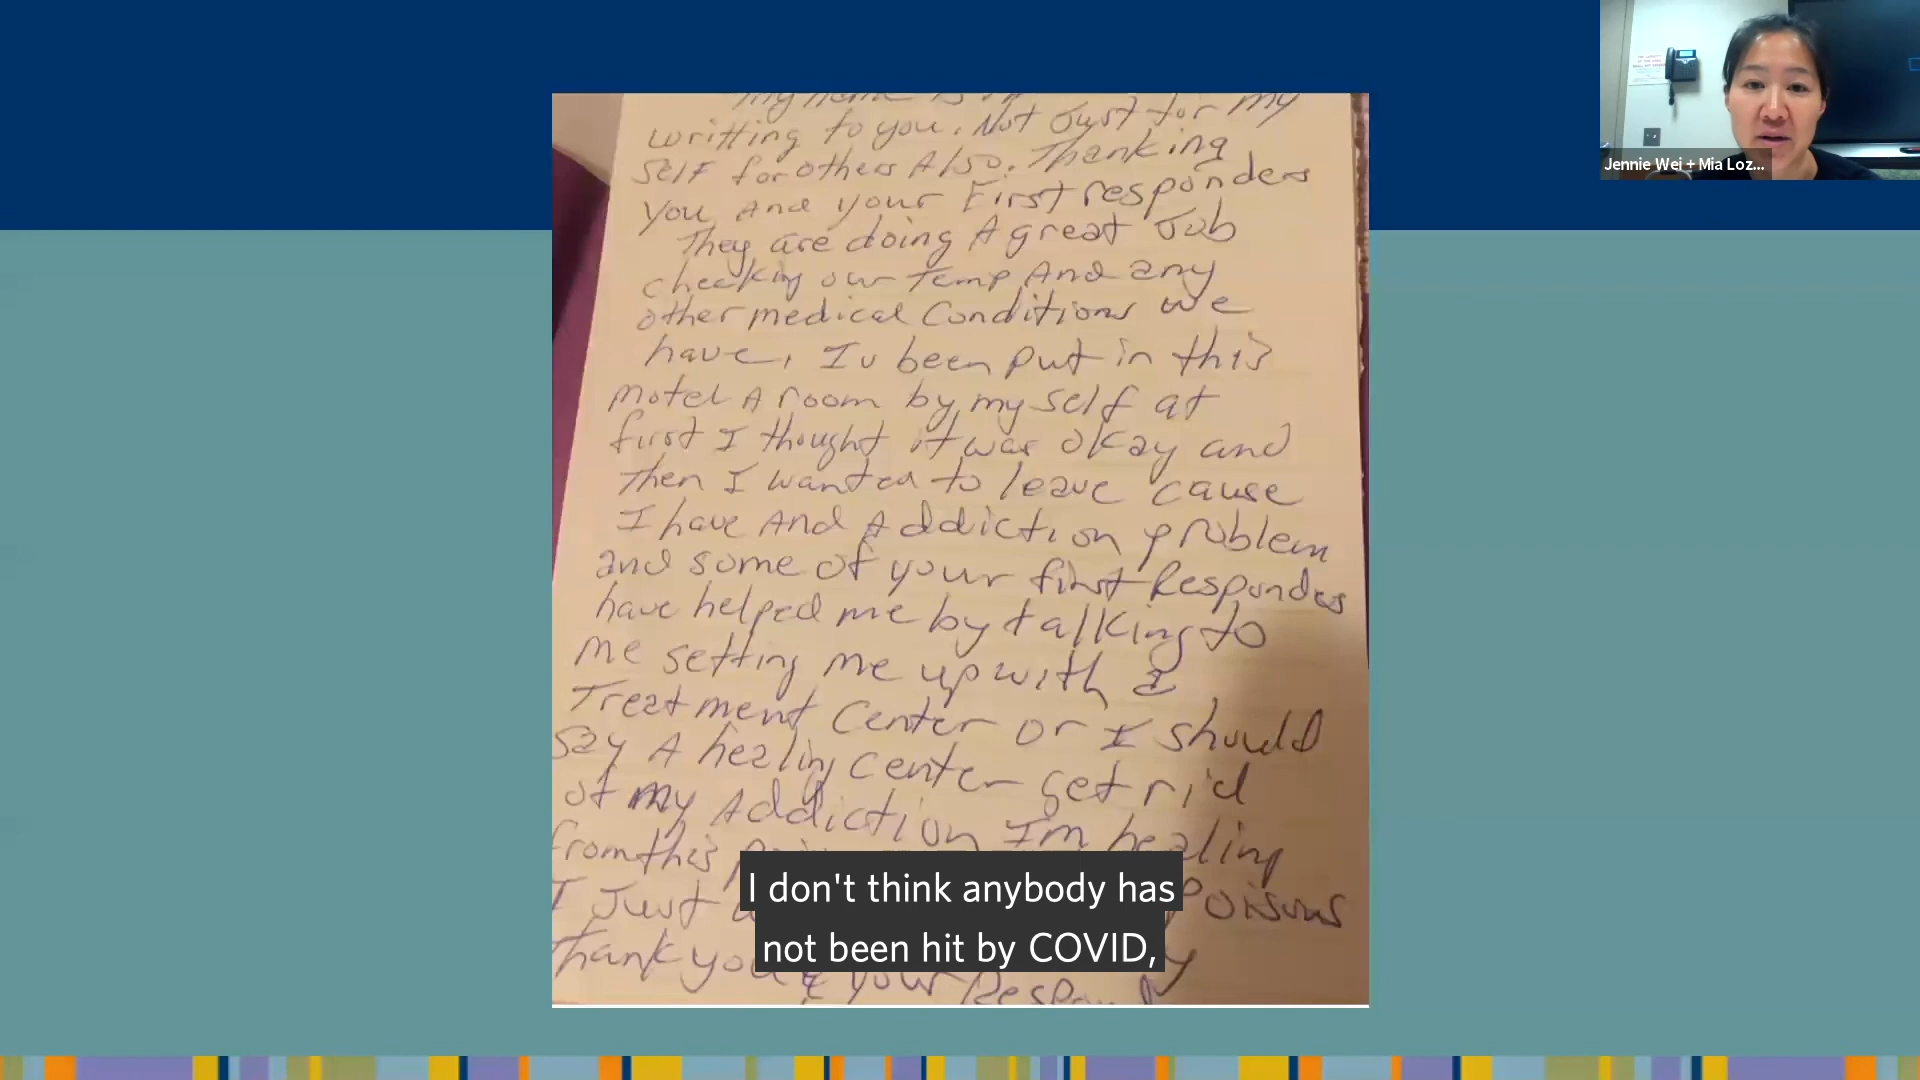 Jennie Wei + Mia Loz...
my name is
writting to you. Not Just for my
self for others Also. Thanking
You And your First responders
They are doing A great Job
checking our Temp And any
other medical Conditions we
have, Iv been put in this
motel A room by my self at
first I thought it was okay and
Then I wanted to leave cause
I have And Addiction problem
and some of your first Responders
have helped me by talking to
me setting me up with a
Treatment Center or I should
say A healing center get rid
of my Addiction Im healing
from this
I Just Poisons
Thank you & your
I don't think anybody has
not been hit by COVID,